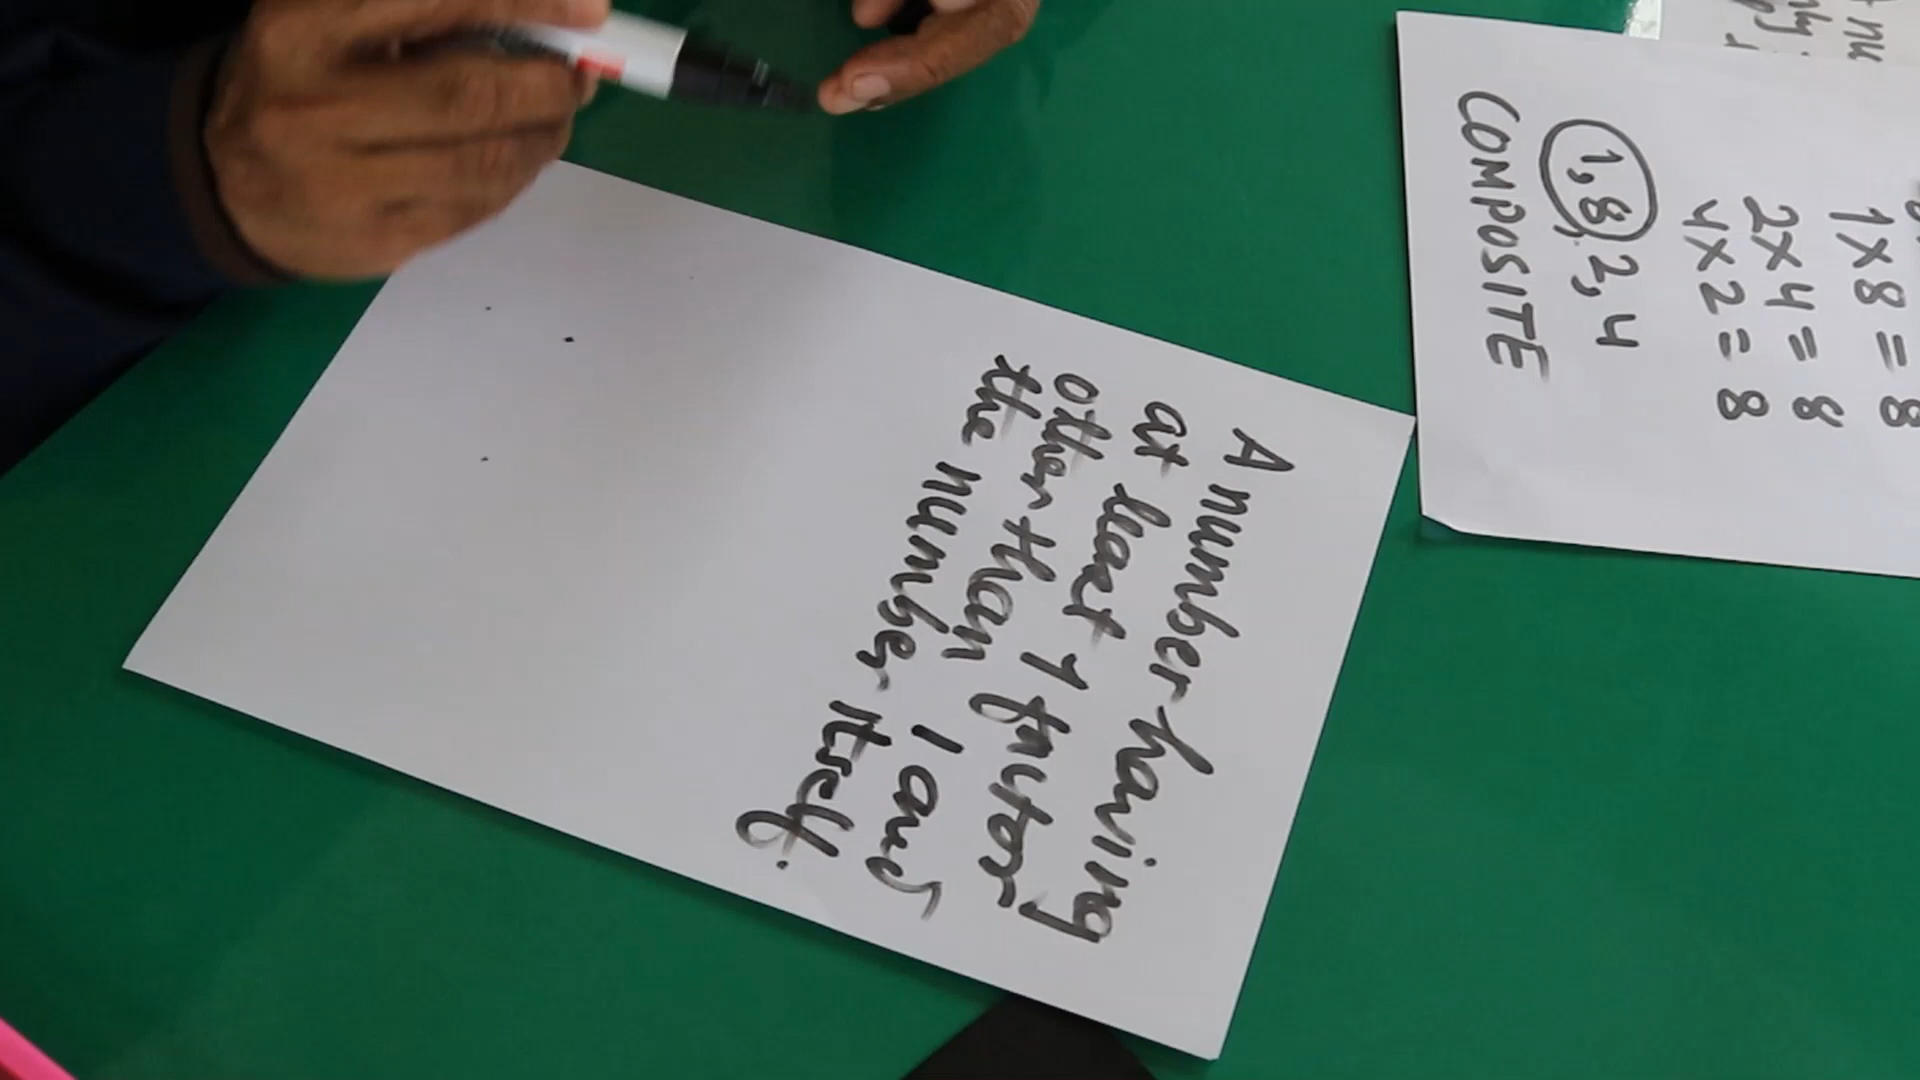 A number having
at least 1 factor
other than 1 and
the number itself.
1 x 8 = 8
2 x 4 = 8
4 x 2 = 8
1, 8, 2, 4
COMPOSITE